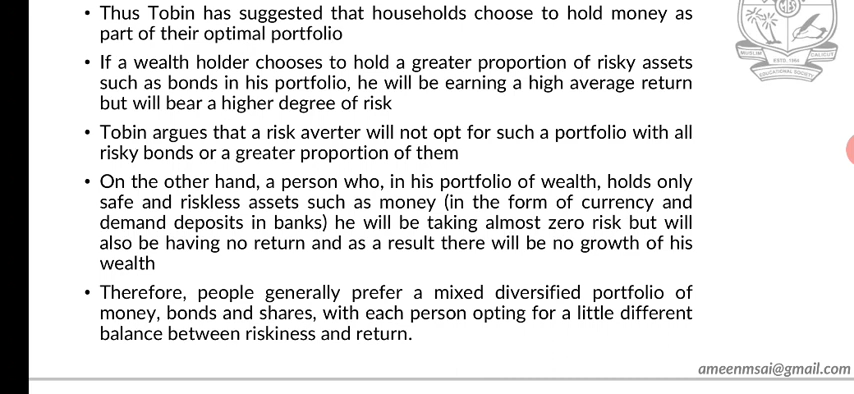 • Thus Tobin has suggested that households choose to hold money as
part of their optimal portfolio
• If a wealth holder chooses to hold a greater proportion of risky assets
such as bonds in his portfolio, he will be earning a high average return
but will bear a higher degree of risk
• Tobin argues that a risk averter will not opt for such a portfolio with all
risky bonds or a greater proportion of them
• On the other hand, a person who, in his portfolio of wealth, holds only
safe and riskless assets such as money (in the form of currency and
demand deposits in banks) he will be taking almost zero risk but will
also be having no return and as a result there will be no growth of his
wealth
• Therefore, people generally prefer a mixed diversified portfolio of
money, bonds and shares, with each person opting for a little different
balance between riskiness and return.
MES
MUSLIM
ESTD. 1964
CALICUT
EDUCATIONAL SOCIETY
ameenmsai@gmail.com